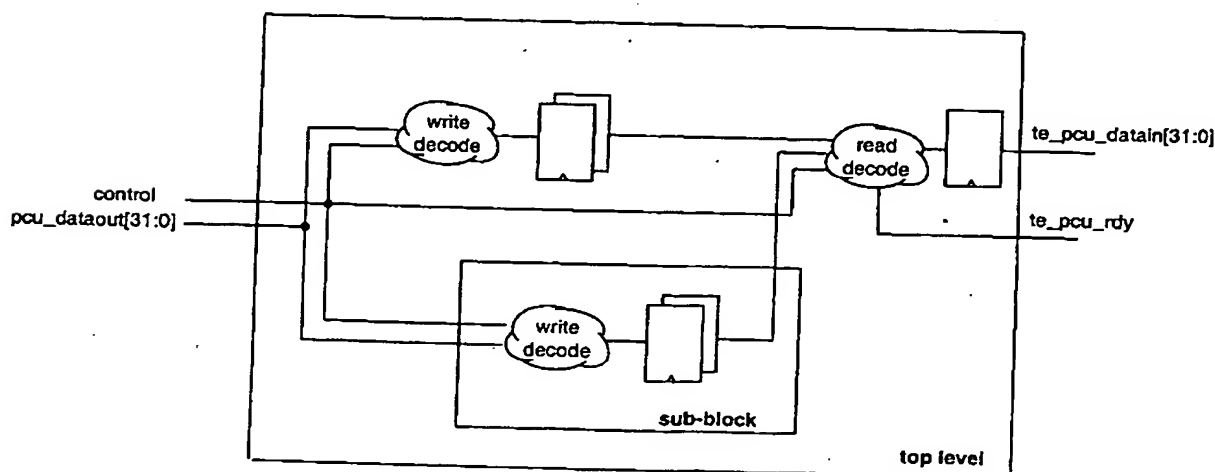 write
decode
read
decode
te_pcu_datain[31:0]
control
pcu_dataout[31:0]
te_pcu_rdy
write
decode
sub-block
top level